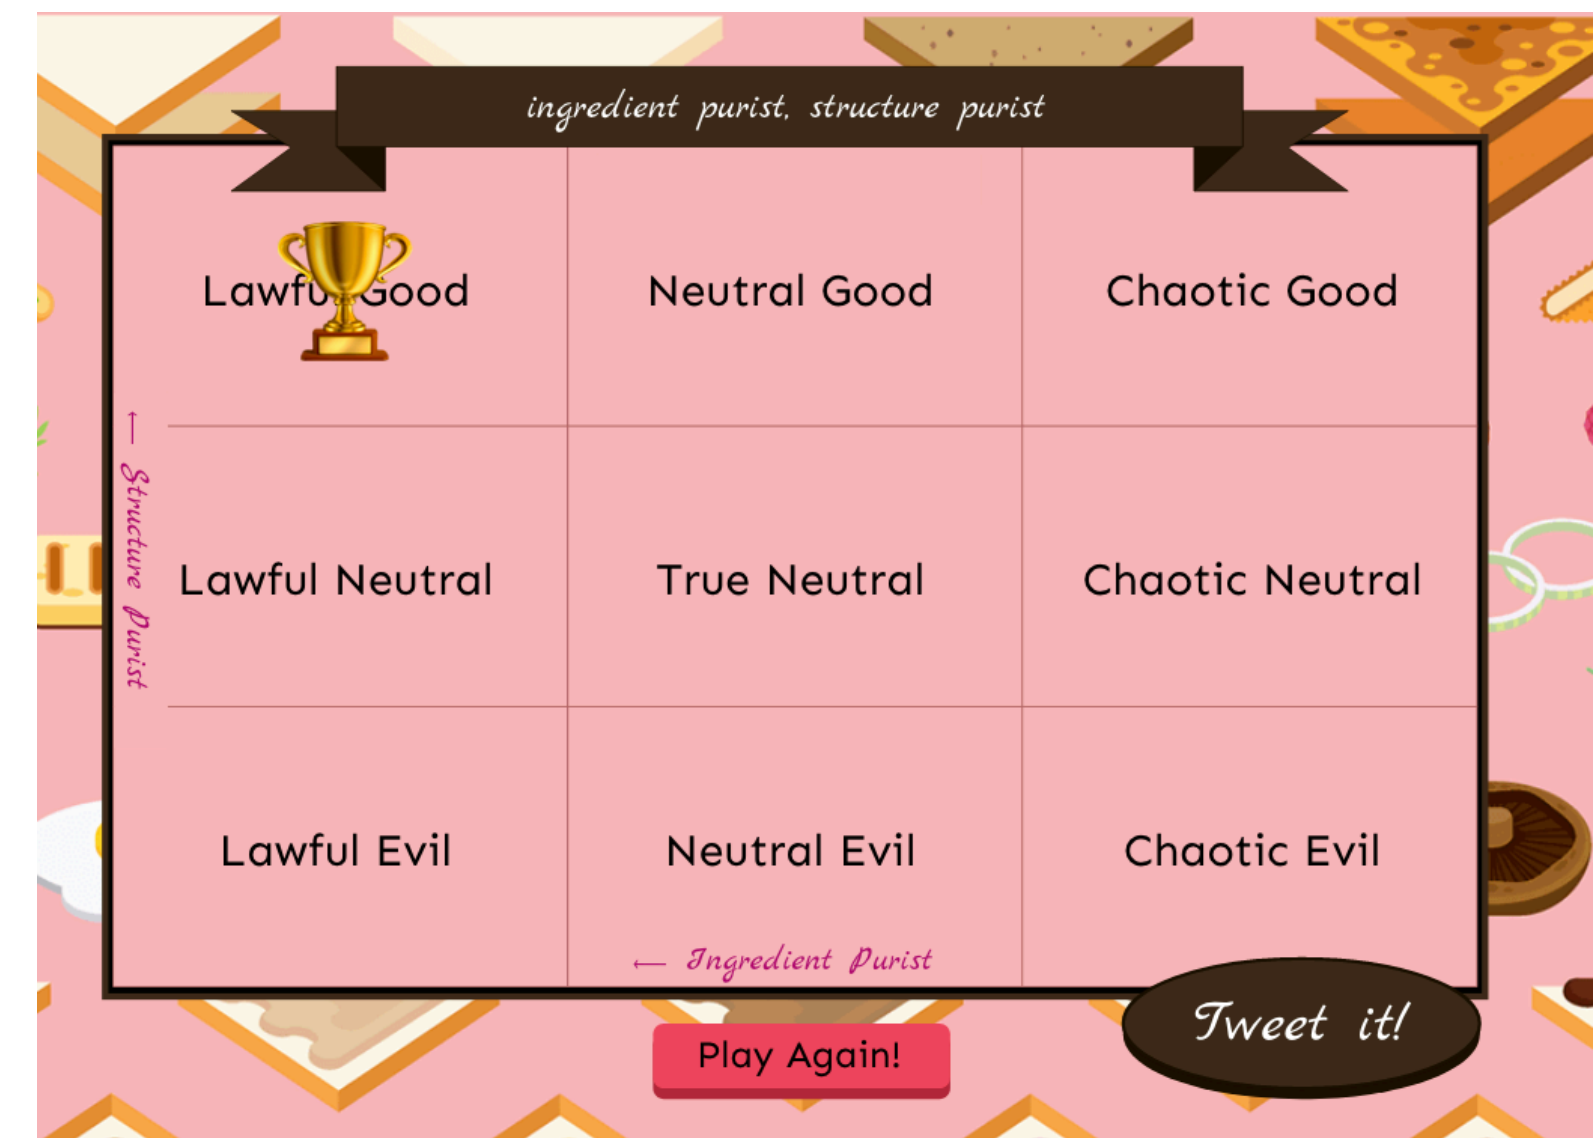 ingredient purist, structure purist
Lawful Good
Neutral Good
Chaotic Good
← Structure Purist
Lawful Neutral
True Neutral
Chaotic Neutral
Lawful Evil
Neutral Evil
Chaotic Evil
← Ingredient Purist
Tweet it!
Play Again!